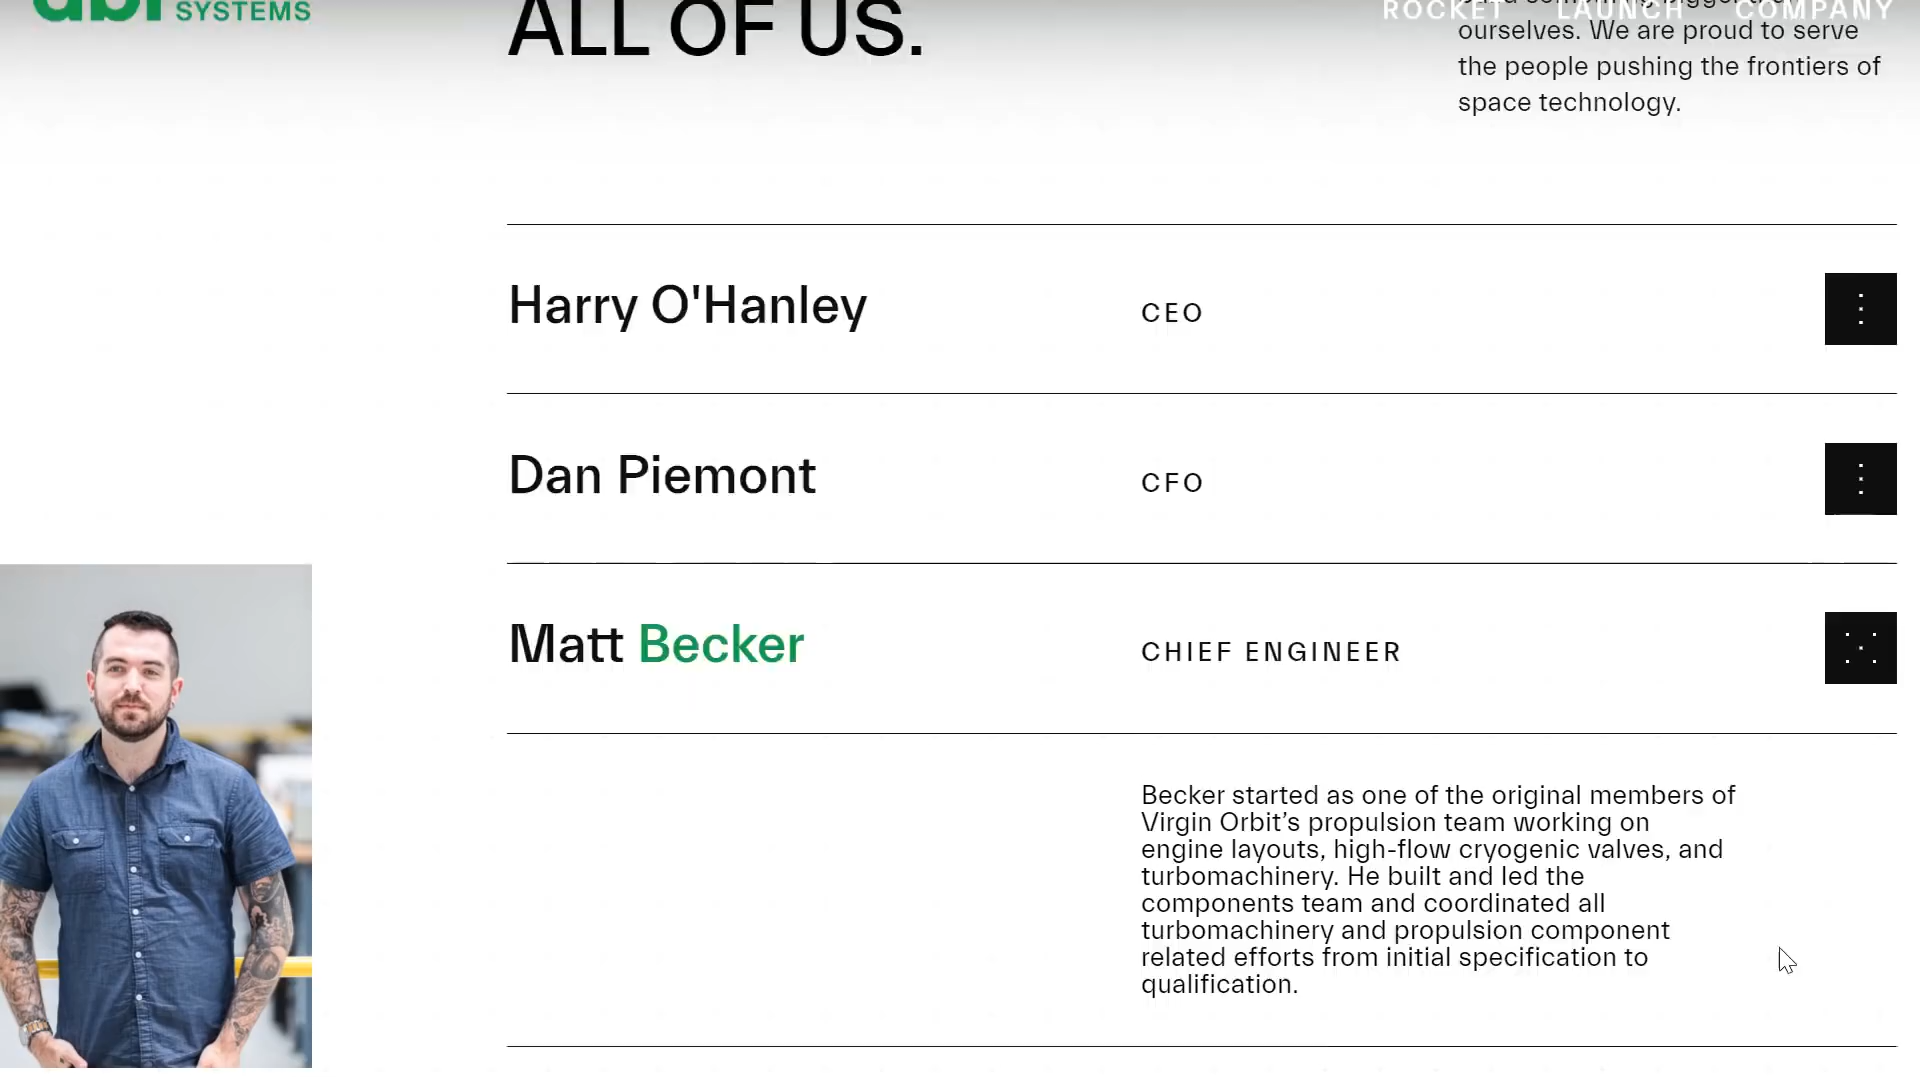 SYSTEMS
ROCKET LAUNCH COMPANY
ALL OF US.
ourselves. We are proud to serve
the people pushing the frontiers of
space technology.
Harry O'Hanley
CEO
Dan Piemont
CFO
Matt Becker
CHIEF ENGINEER
Becker started as one of the original members of
Virgin Orbit’s propulsion team working on
engine layouts, high-flow cryogenic valves, and
turbomachinery. He built and led the
components team and coordinated all
turbomachinery and propulsion component
related efforts from initial specification to
qualification.